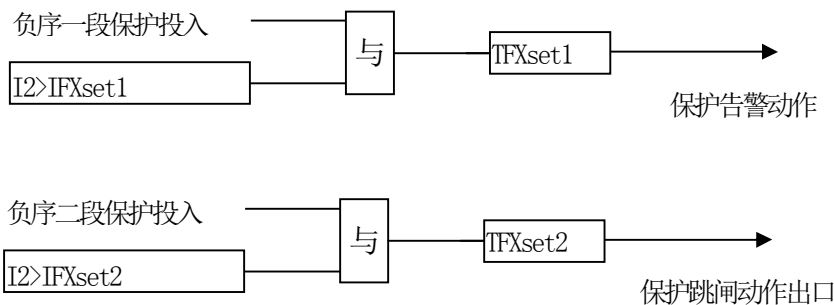 负序一段保护投入
与
TFXset1
I2>IFXset1
保护告警动作
负序二段保护投入
与
TFXset2
I2>IFXset2
保护跳闸动作出口